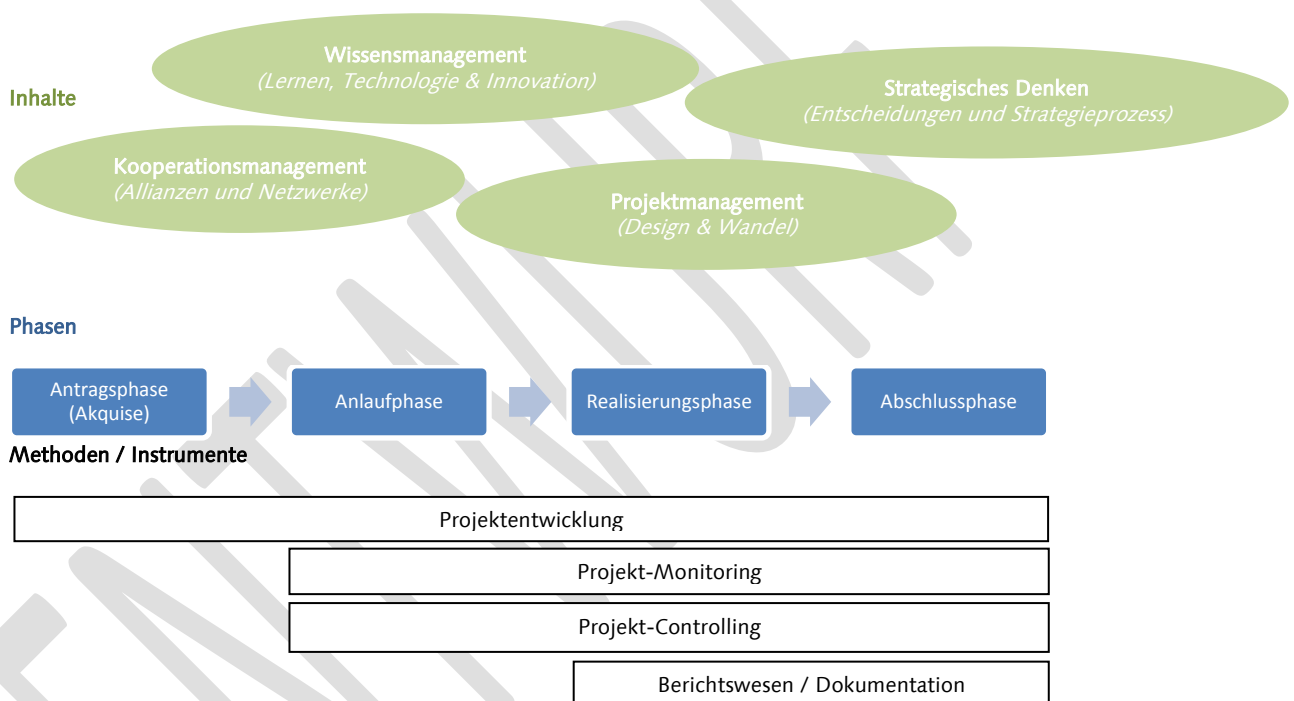 Wissensmanagement
(Lernen, Technologie & Innovation)
Strategisches Denken
(Entscheidungen und Strategieprozess)
Inhalte
Kooperationsmanagement
(Allianzen und Netzwerke)
Projektmanagement
(Design & Wandel)
Phasen
Antragsphase
(Akquise)
Anlaufphase
Realisierungsphase
Abschlussphase
Methoden / Instrumente
Projektentwicklung
Projekt-Monitoring
Projekt-Controlling
Berichtswesen / Dokumentation